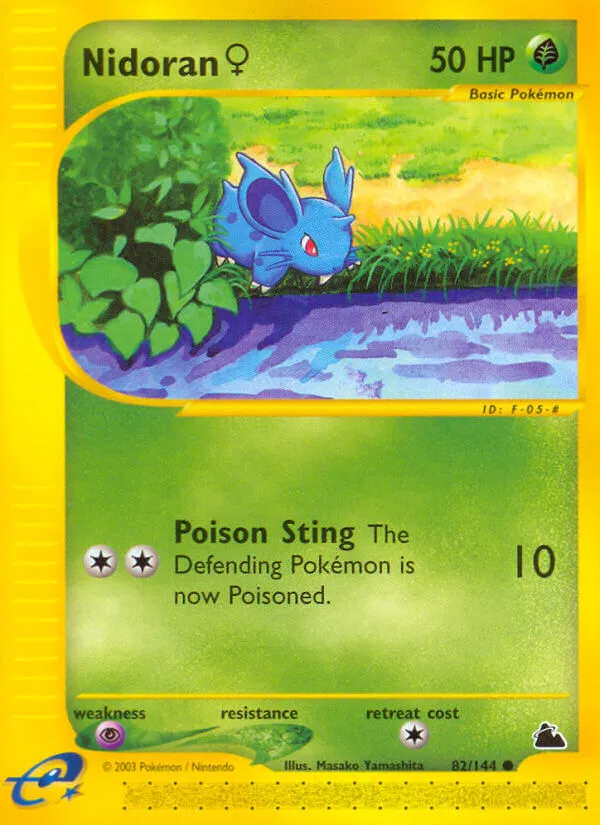 Nidoran♀ 50 HP
Basic Pokémon
ID: F-05-#
Poison Sting The
Defending Pokémon is
now Poisoned.
10
weakness resistance retreat cost
© 2003 Pokémon / Nintendo Illus. Masako Yamashita 82/144 ●
e